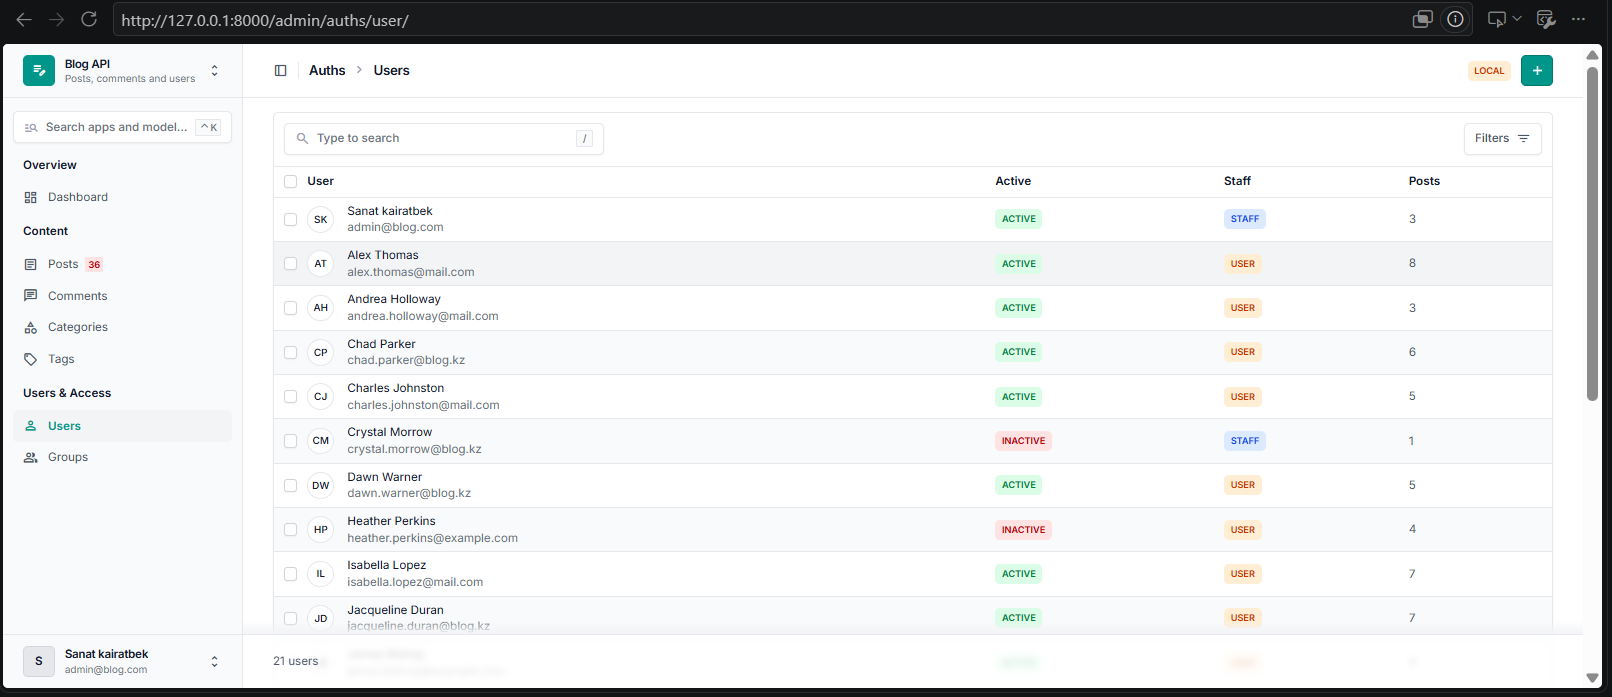 http://127.0.0.1:8000/admin/auths/user/
Blog API
Posts, comments and users
Auths > Users
LOCAL
+
Search apps and model... ^ K
Overview
Dashboard
Content
Posts 36
Comments
Categories
Tags
Users & Access
Users
Groups
S
Sanat kairatbek
admin@blog.com
Type to search /
Filters
User Active Staff Posts
SK Sanat kairatbek ACTIVE STAFF 3
admin@blog.com
AT Alex Thomas ACTIVE USER 8
alex.thomas@mail.com
AH Andrea Holloway ACTIVE USER 3
andrea.holloway@mail.com
CP Chad Parker ACTIVE USER 6
chad.parker@blog.kz
CJ Charles Johnston ACTIVE USER 5
charles.johnston@mail.com
CM Crystal Morrow INACTIVE STAFF 1
crystal.morrow@blog.kz
DW Dawn Warner ACTIVE USER 5
dawn.warner@blog.kz
HP Heather Perkins INACTIVE USER 4
heather.perkins@example.com
IL Isabella Lopez ACTIVE USER 7
isabella.lopez@mail.com
JD Jacqueline Duran ACTIVE USER 7
jacqueline.duran@blog.kz
21 users